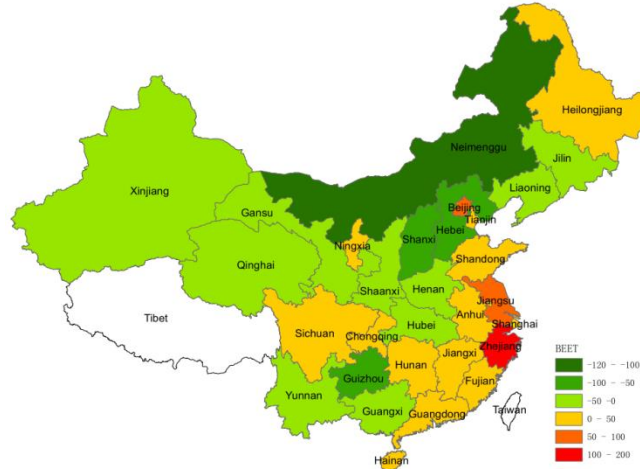 Heilongjiang
Neimenggu
Jilin
Xinjiang
Liaoning
Gansu
Beijing
Tianjin
Hebei
Ningxia
Shanxi
Shandong
Qinghai
Shaanxi
Henan
Jiangsu
Tibet
Anhui
Shanghai
Hubei
Sichuan
Chongqing
Zhejiang
Hunan
Jiangxi
Guizhou
Fujian
Yunnan
Guangxi
Guangdong
Taiwan
Hainan
BEET
-120 - -100
-100 - -50
-50 -0
0 - 50
50 - 100
100 - 200